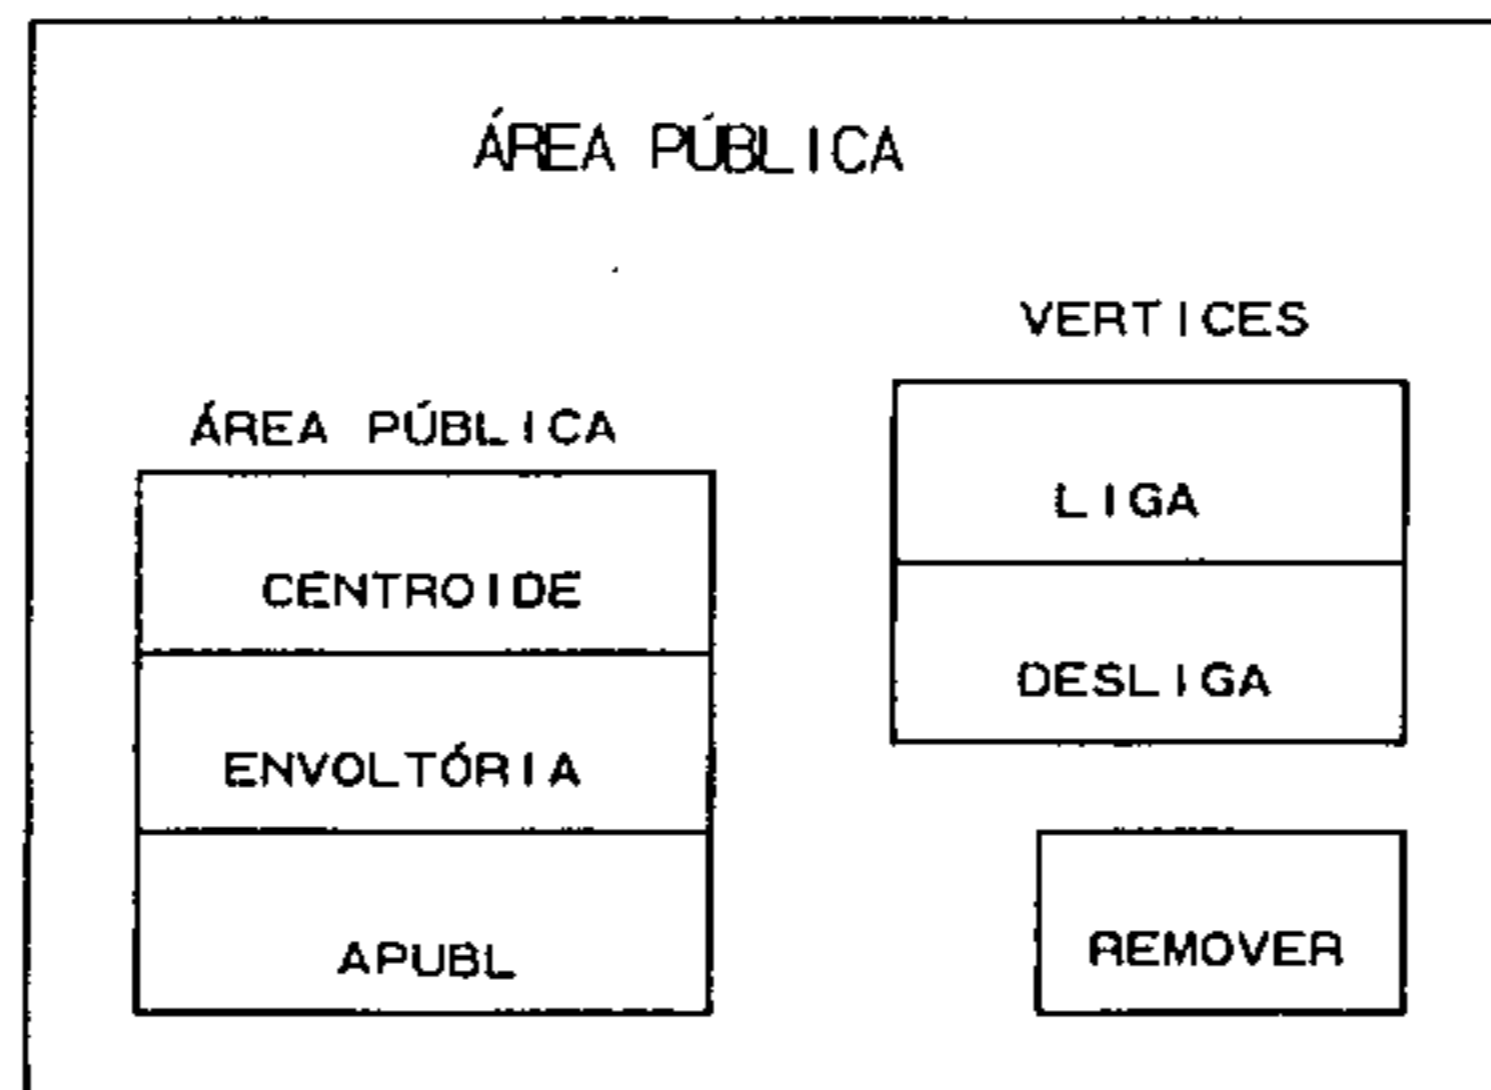 ÁREA PÚBLICA
ÁREA PÚBLICA
CENTROIDE
ENVOLTÓRIA
APUBL
VERTICES
LIGA
DESLIGA
REMOVER